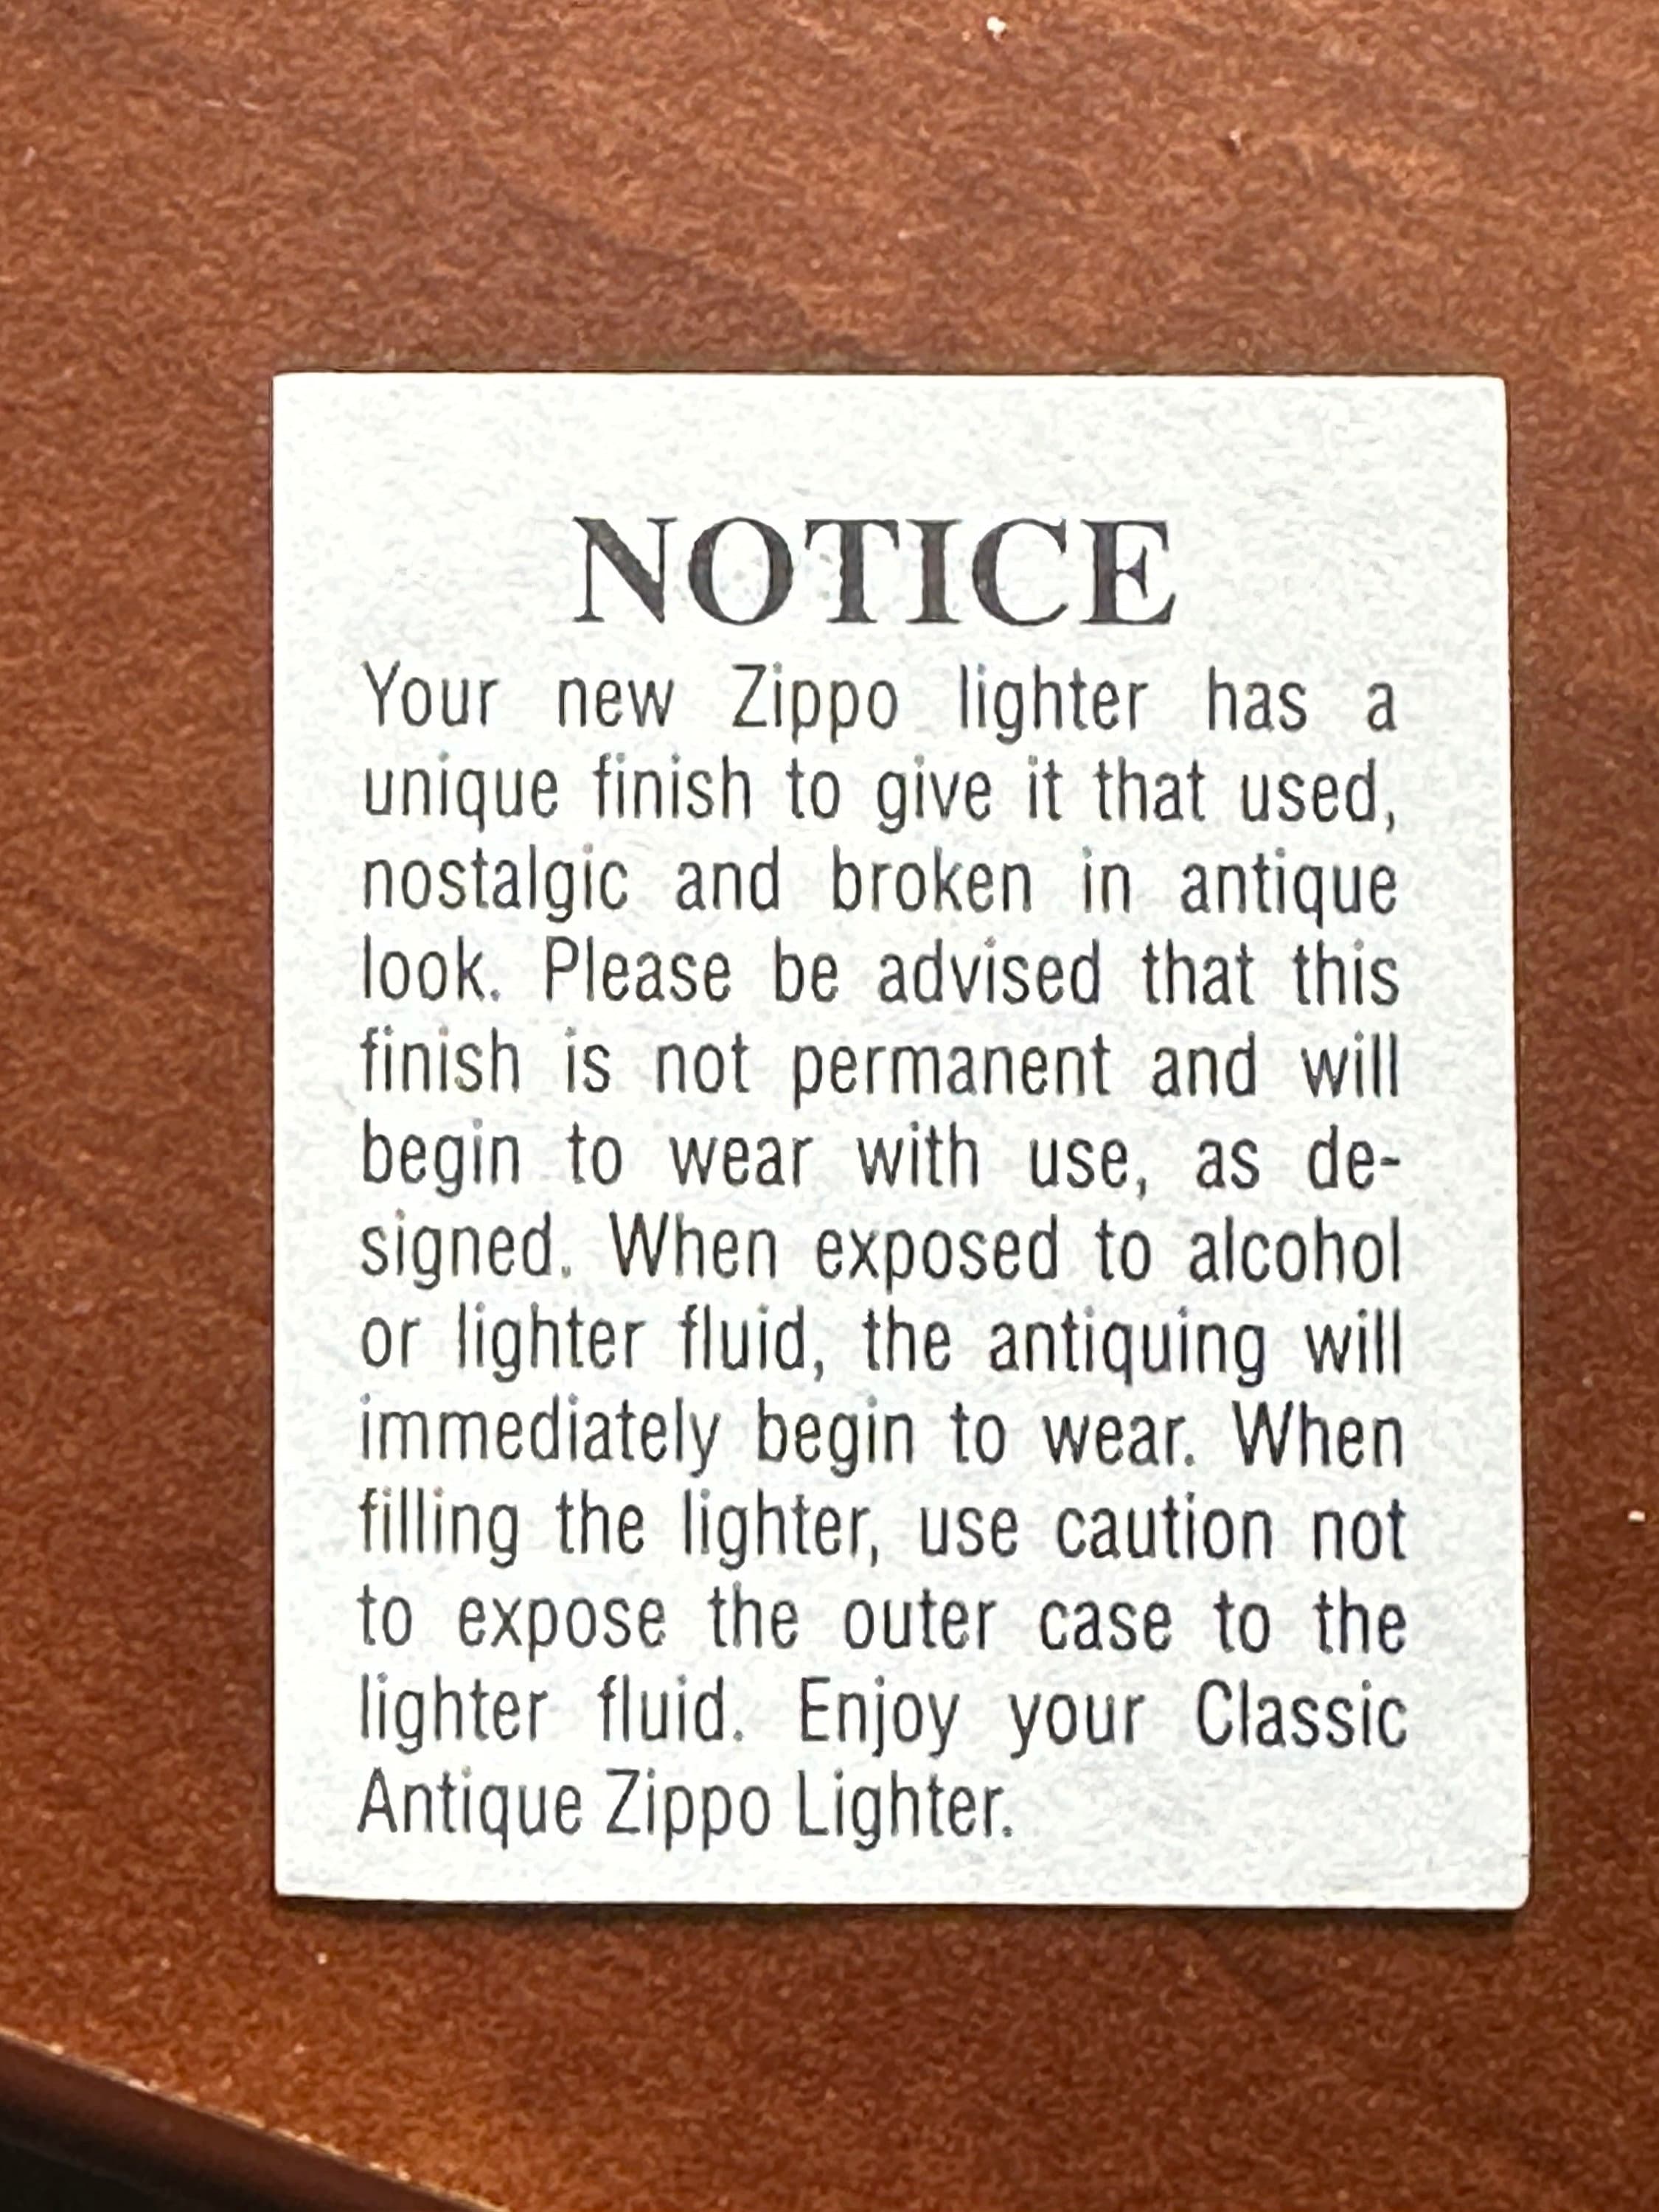 NOTICE
Your new Zippo lighter has a
unique finish to give it that used,
nostalgic and broken in antique
look. Please be advised that this
finish is not permanent and will
begin to wear with use, as de-
signed. When exposed to alcohol
or lighter fluid, the antiquing will
immediately begin to wear. When
filling the lighter, use caution not
to expose the outer case to the
lighter fluid. Enjoy your Classic
Antique Zippo Lighter.